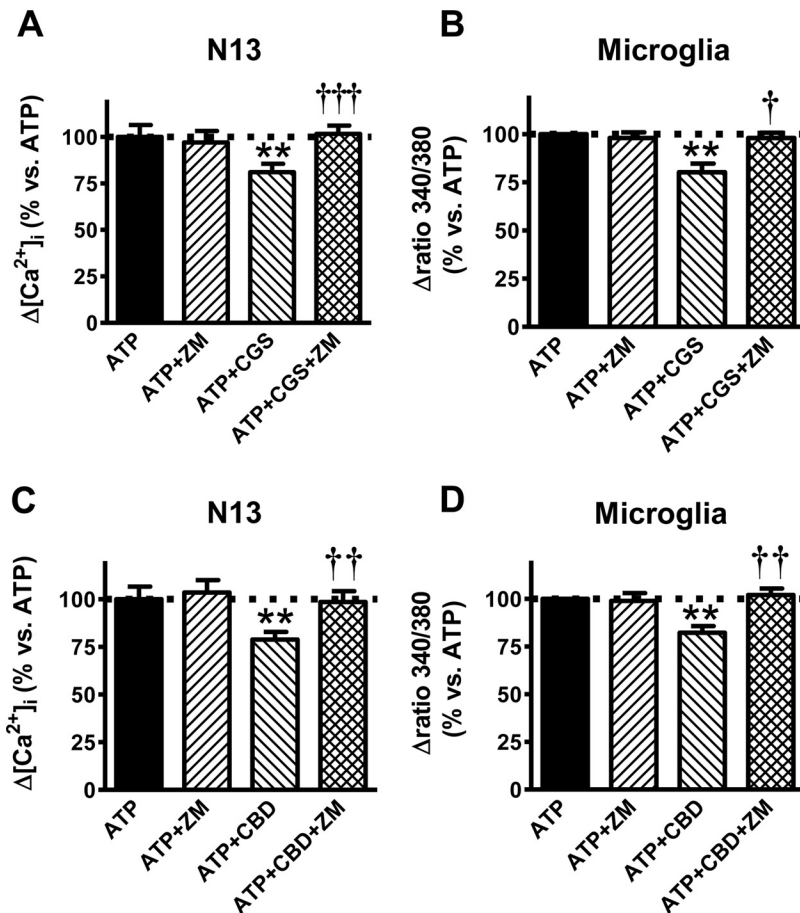 A
N13
Δ[Ca2+]i (% vs. ATP)
†††
**
100
75
50
25
0
ATP
ATP+ZM
ATP+CGS
ATP+CGS+ZM
B
Microglia
Δratio 340/380
(% vs. ATP)
†
**
100
75
50
25
0
ATP
ATP+ZM
ATP+CGS
ATP+CGS+ZM
C
N13
Δ[Ca2+]i (% vs. ATP)
††
**
100
75
50
25
0
ATP
ATP+ZM
ATP+CBD
ATP+CBD+ZM
D
Microglia
Δratio 340/380
(% vs. ATP)
††
**
100
75
50
25
0
ATP
ATP+ZM
ATP+CBD
ATP+CBD+ZM